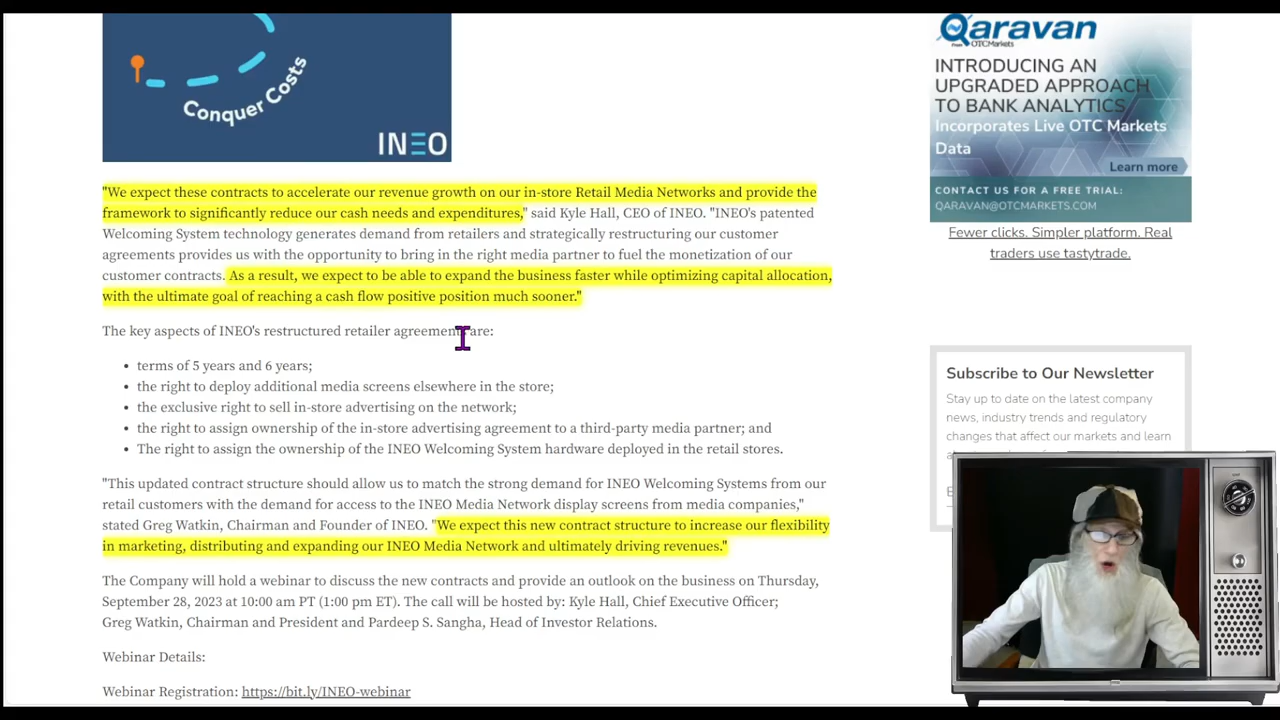 Conquer Costs
INEO
"We expect these contracts to accelerate our revenue growth on our in-store Retail Media Networks and provide the
framework to significantly reduce our cash needs and expenditures," said Kyle Hall, CEO of INEO. "INEO's patented
Welcoming System technology generates demand from retailers and strategically restructuring our customer
agreements provides us with the opportunity to bring in the right media partner to fuel the monetization of our
customer contracts. As a result, we expect to be able to expand the business faster while optimizing capital allocation,
with the ultimate goal of reaching a cash flow positive position much sooner."
The key aspects of INEO's restructured retailer agreements are:
• terms of 5 years and 6 years;
• the right to deploy additional media screens elsewhere in the store;
• the exclusive right to sell in-store advertising on the network;
• the right to assign ownership of the in-store advertising agreement to a third-party media partner; and
• The right to assign the ownership of the INEO Welcoming System hardware deployed in the retail stores.
"This updated contract structure should allow us to match the strong demand for INEO Welcoming Systems from our
retail customers with the demand for access to the INEO Media Network display screens from media companies,"
stated Greg Watkin, Chairman and Founder of INEO. "We expect this new contract structure to increase our flexibility
in marketing, distributing and expanding our INEO Media Network and ultimately driving revenues."
The Company will hold a webinar to discuss the new contracts and provide an outlook on the business on Thursday,
September 28, 2023 at 10:00 am PT (1:00 pm ET). The call will be hosted by: Kyle Hall, Chief Executive Officer;
Greg Watkin, Chairman and President and Pardeep S. Sangha, Head of Investor Relations.
Webinar Details:
Webinar Registration: https://bit.ly/INEO-webinar
Qaravan
From OTCMarkets
INTRODUCING AN
UPGRADED APPROACH
TO BANK ANALYTICS
Incorporates Live OTC Markets
Data
Learn more
CONTACT US FOR A FREE TRIAL:
QARAVAN@OTCMARKETS.COM
Fewer clicks. Simpler platform. Real
traders use tastytrade.
Subscribe to Our Newsletter
Stay up to date on the latest company
news, industry trends and regulatory
changes that affect our markets and learn